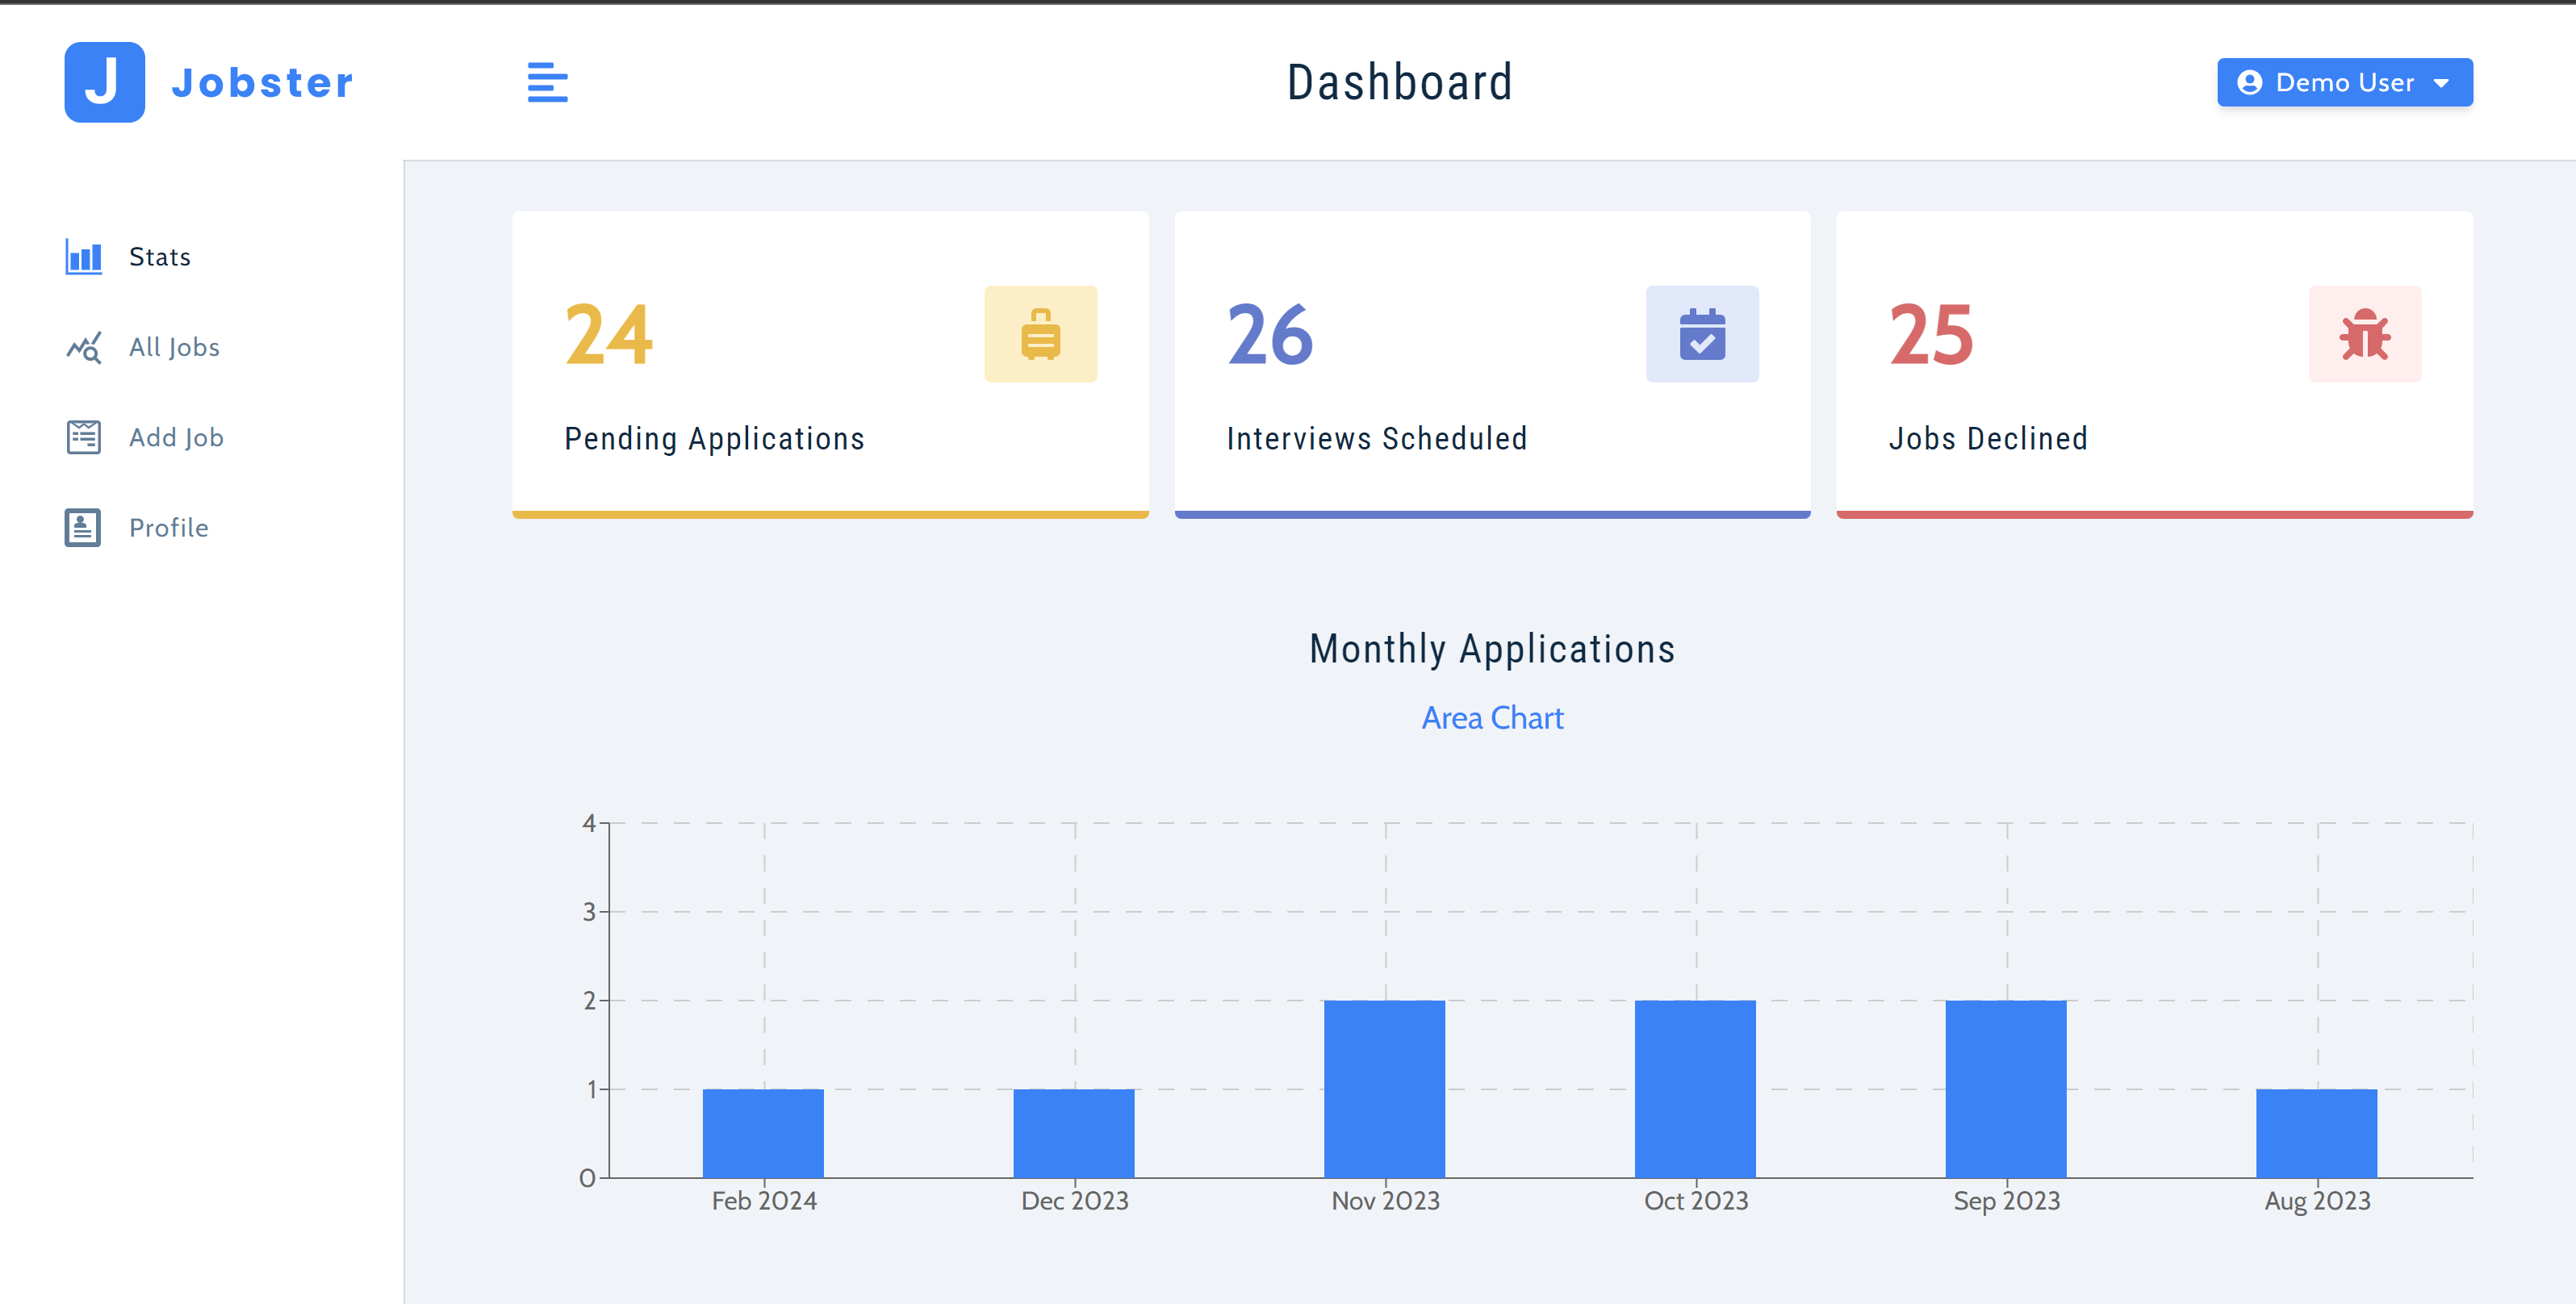 J Jobster
Dashboard
Demo User
Stats
All Jobs
Add Job
Profile
24
Pending Applications
26
Interviews Scheduled
25
Jobs Declined
Monthly Applications
Area Chart
4
3
2
1
0
Feb 2024 Dec 2023 Nov 2023 Oct 2023 Sep 2023 Aug 2023